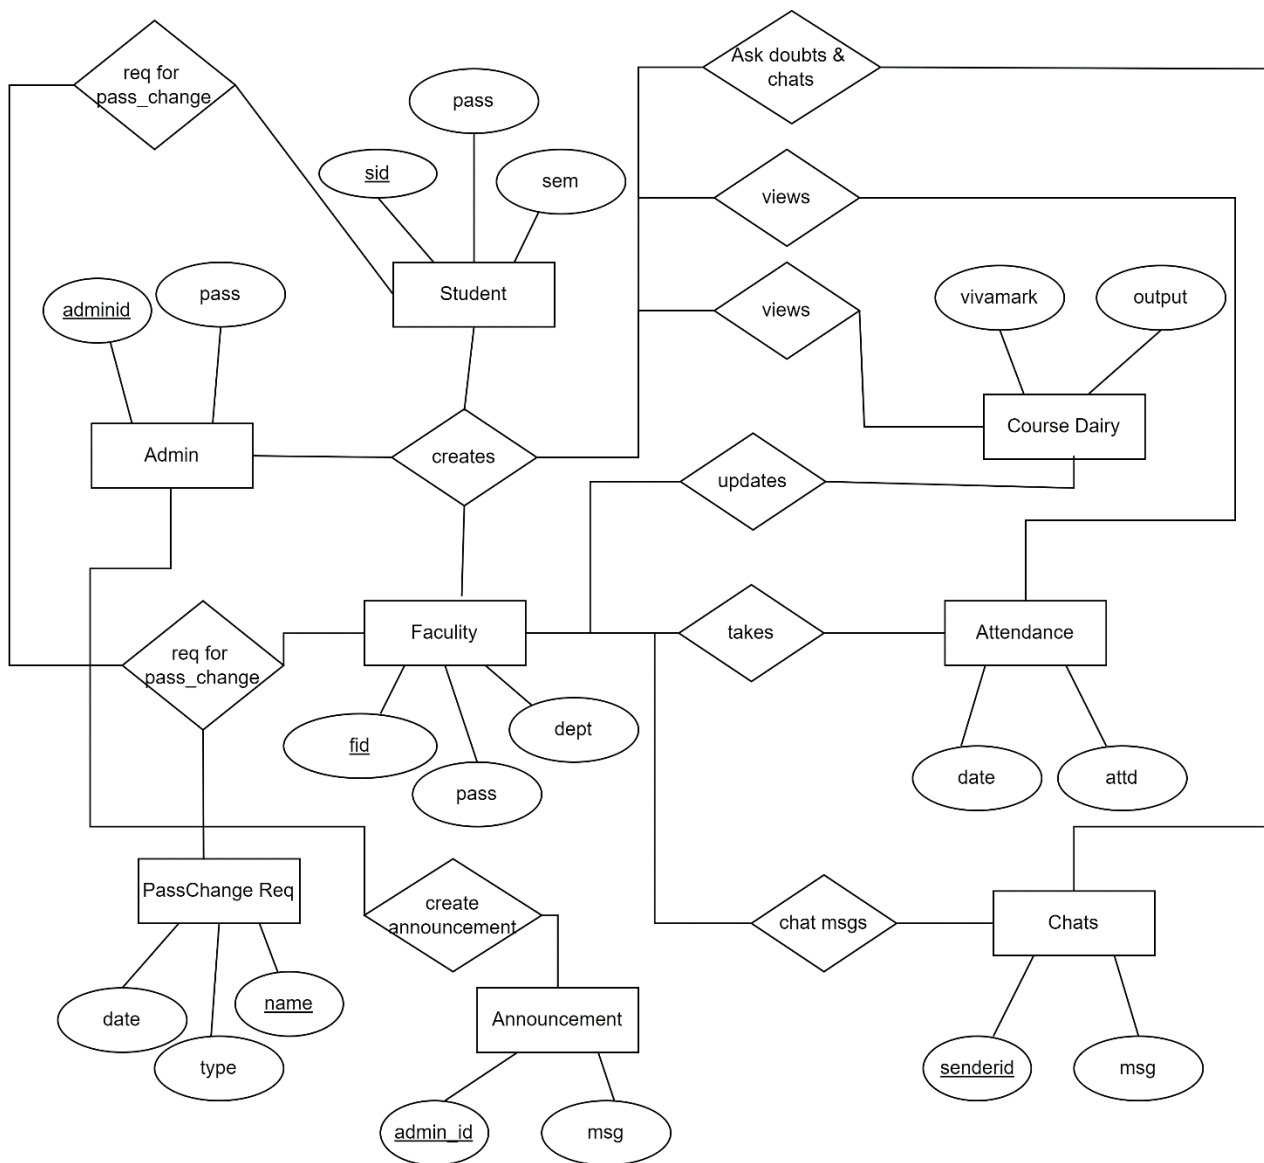 req for
pass_change
Ask doubts &
chats
pass
sid
sem
views
Student
views
adminid
pass
vivamark
output
Admin
creates
Course Dairy
updates
req for
pass_change
Faculity
takes
Attendance
fid
dept
pass
date
attd
PassChange Req
create
announcement
chat msgs
Chats
date
name
type
Announcement
senderid
msg
admin_id
msg